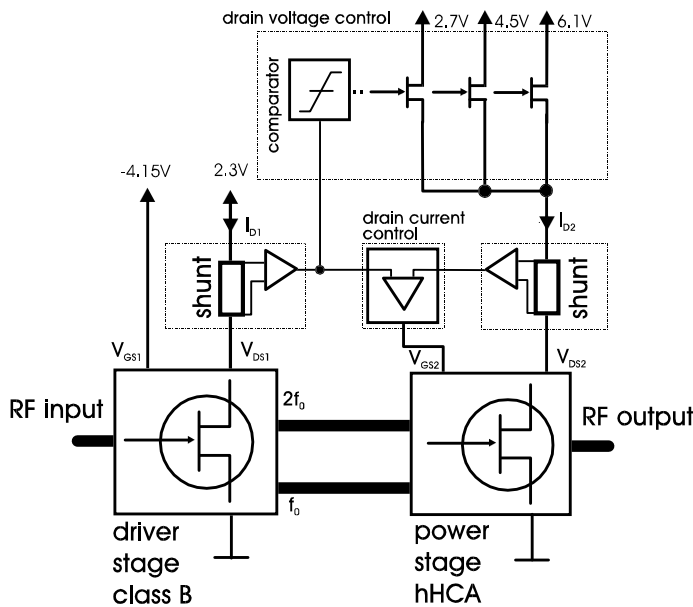 drain voltage control
2.7V
4.5V
6.1V
comparator
-4.15V
2.3V
I_D1
drain current
control
I_D2
shunt
shunt
V_GS1
V_DS1
V_GS2
V_DS2
RF input
2f_0
RF output
f_0
driver
stage
class B
power
stage
hHCA